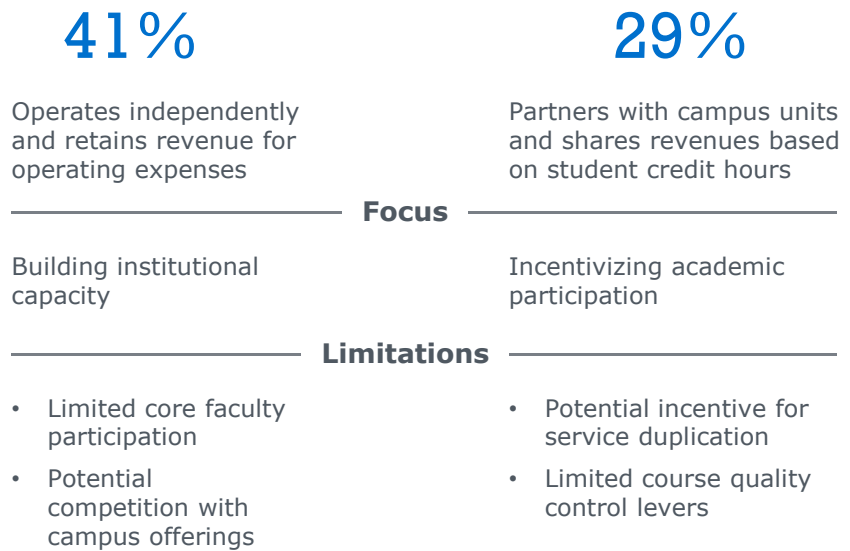 41%
Operates independently
and retains revenue for
operating expenses
29%
Partners with campus units
and shares revenues based
on student credit hours
Focus
Building institutional
capacity
Incentivizing academic
participation
Limitations
• Limited core faculty
participation
• Potential
competition with
campus offerings
• Potential incentive for
service duplication
• Limited course quality
control levers